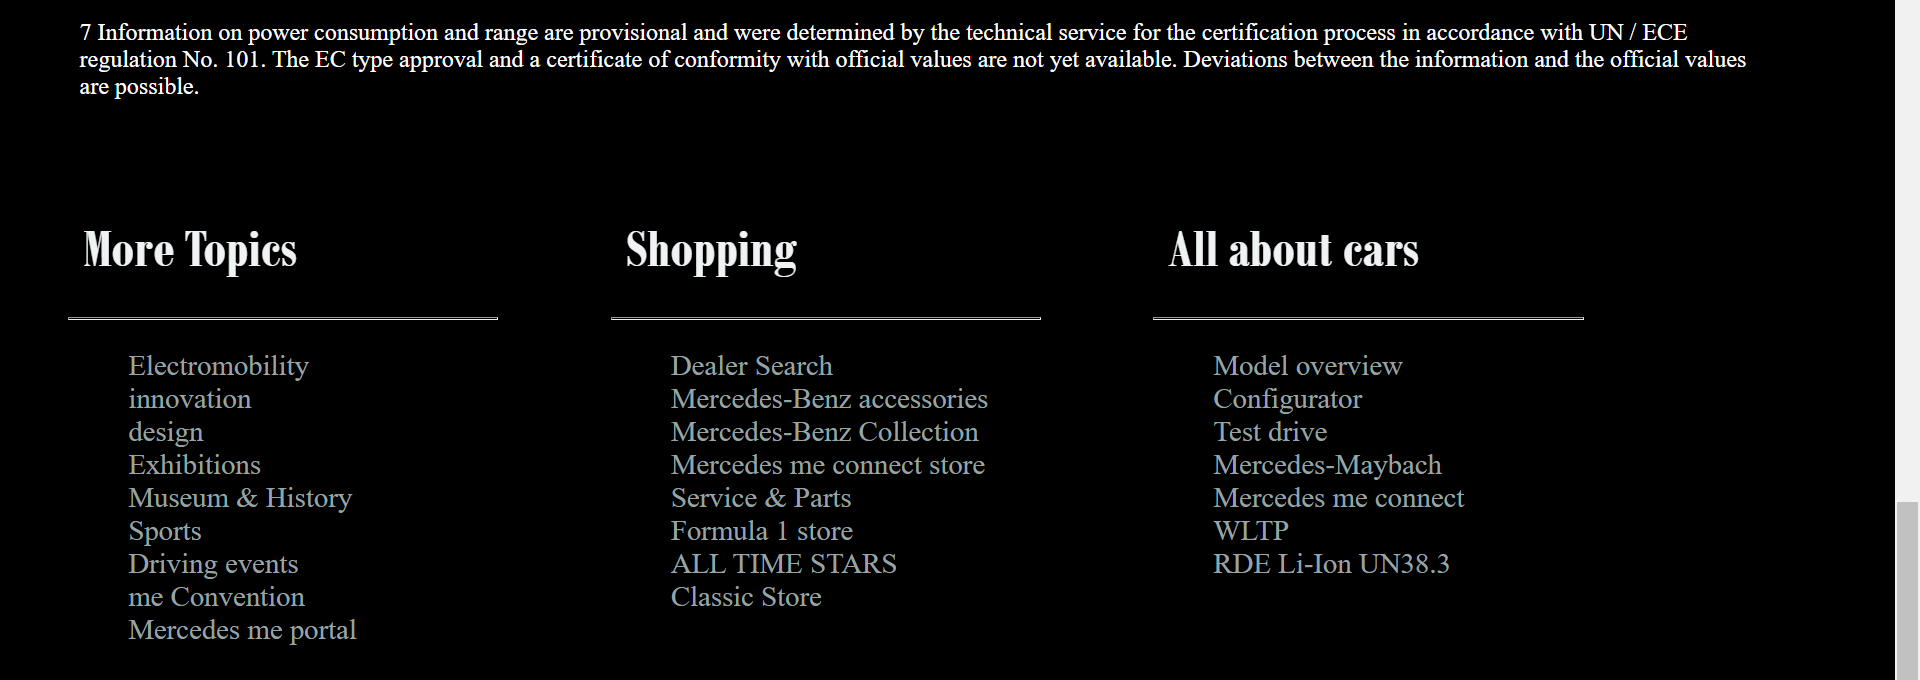 7 Information on power consumption and range are provisional and were determined by the technical service for the certification process in accordance with UN / ECE
regulation No. 101. The EC type approval and a certificate of conformity with official values are not yet available. Deviations between the information and the official values
are possible.
More Topics
Electromobility
innovation
design
Exhibitions
Museum & History
Sports
Driving events
me Convention
Mercedes me portal
Shopping
Dealer Search
Mercedes-Benz accessories
Mercedes-Benz Collection
Mercedes me connect store
Service & Parts
Formula 1 store
ALL TIME STARS
Classic Store
All about cars
Model overview
Configurator
Test drive
Mercedes-Maybach
Mercedes me connect
WLTP
RDE Li-Ion UN38.3